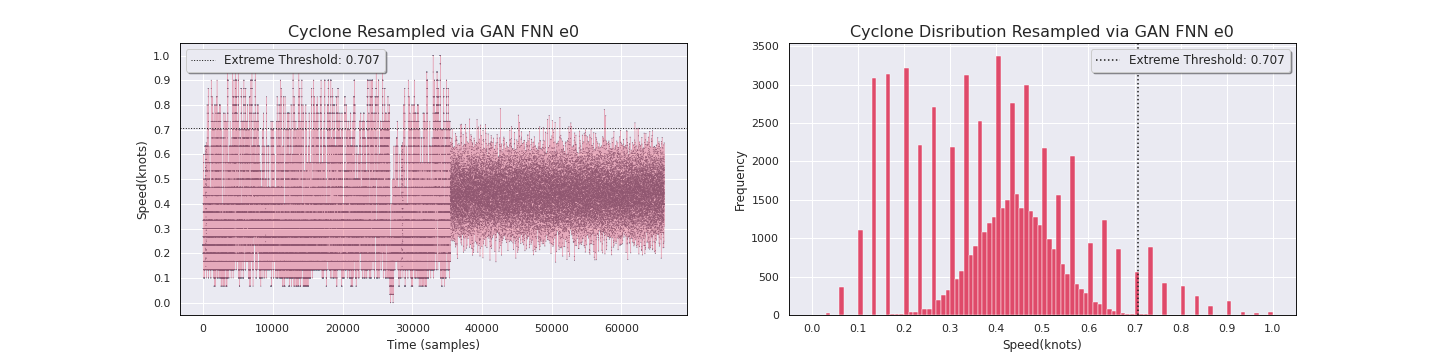 Cyclone Resampled via GAN FNN e0
Extreme Threshold: 0.707
1.0
0.9
0.8
0.7
0.6
0.5
0.4
0.3
0.2
0.1
0.0
Speed(knots)
0 10000 20000 30000 40000 50000 60000
Time (samples)
Cyclone Disribution Resampled via GAN FNN e0
Extreme Threshold: 0.707
3500
3000
2500
2000
1500
1000
500
0
Frequency
0.0 0.1 0.2 0.3 0.4 0.5 0.6 0.7 0.8 0.9 1.0
Speed(knots)